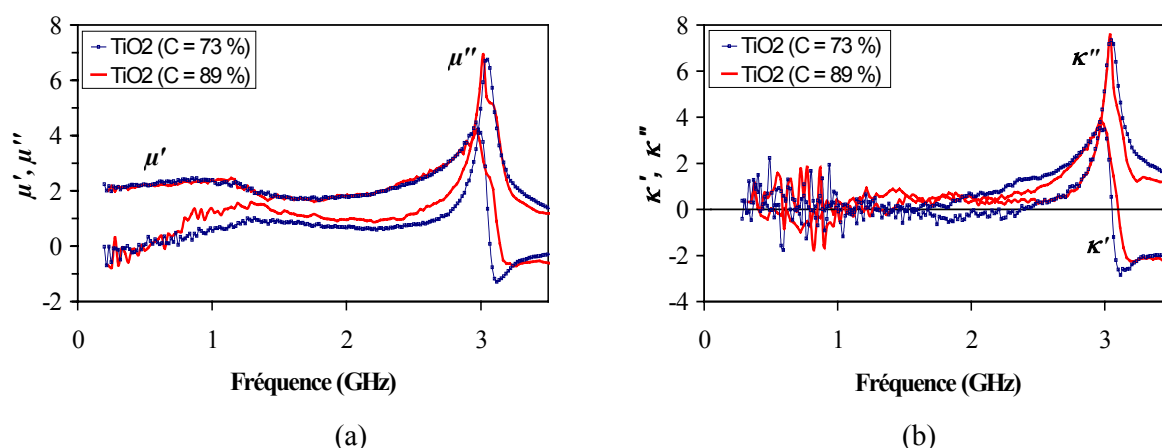 8
6
4
2
0
-2
μ', μ''
TiO2 (C = 73 %)
TiO2 (C = 89 %)
μ'
μ''
0
1
2
3
Fréquence (GHz)
(a)
8
6
4
2
0
-2
-4
κ', κ''
TiO2 (C = 73 %)
TiO2 (C = 89 %)
κ''
κ'
0
1
2
3
Fréquence (GHz)
(b)